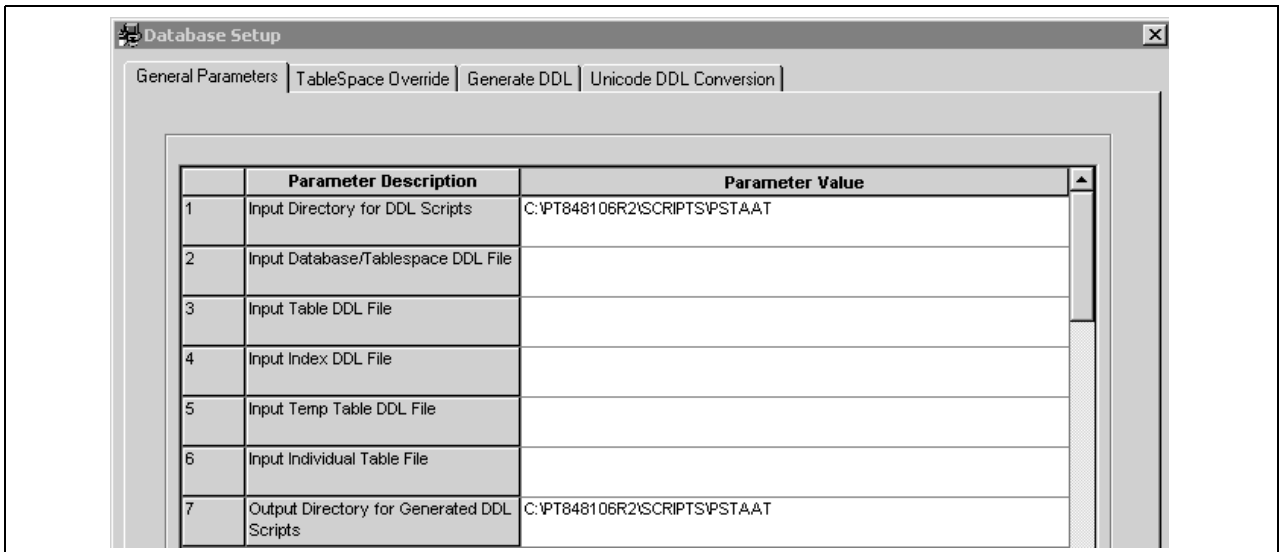 Database Setup
General Parameters
TableSpace Override
Generate DDL
Unicode DDL Conversion
Parameter Description
Parameter Value
1
Input Directory for DDL Scripts
C:\PT848106R2\SCRIPTS\PSTAAT
2
Input Database/Tablespace DDL File
3
Input Table DDL File
4
Input Index DDL File
5
Input Temp Table DDL File
6
Input Individual Table File
7
Output Directory for Generated DDL
Scripts
C:\PT848106R2\SCRIPTS\PSTAAT